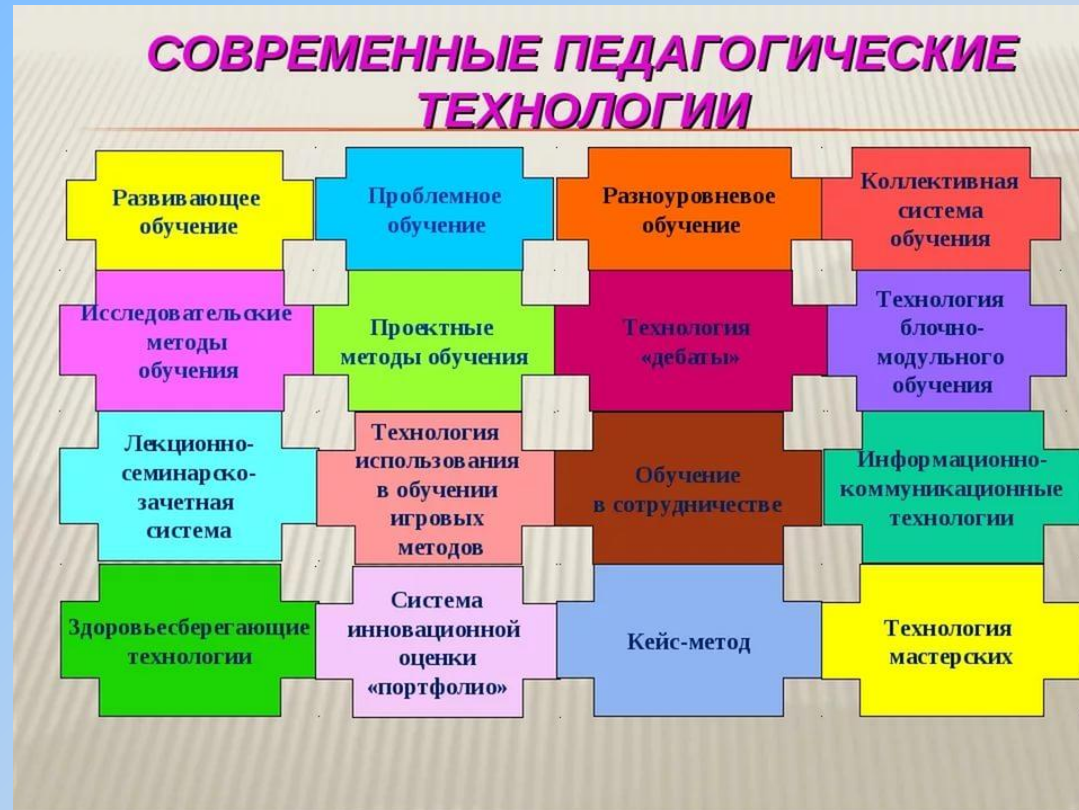 СОВРЕМЕННЫЕ ПЕДАГОГИЧЕСКИЕ
ТЕХНОЛОГИИ
Развивающее
обучение
Проблемное
обучение
Разноуровневое
обучение
Коллективная
система
обучения
Исследовательские
методы
обучения
Проектные
методы обучения
Технология
«дебаты»
Технология
блочно-
модульного
обучения
Лекционно-
семинарско-
зачетная
система
Технология
использования
в обучении
игровых
методов
Обучение
в сотрудничестве
Информационно-
коммуникационные
технологии
Здоровьесберегающие
технологии
Система
инновационной
оценки
«портфолио»
Кейс-метод
Технология
мастерских